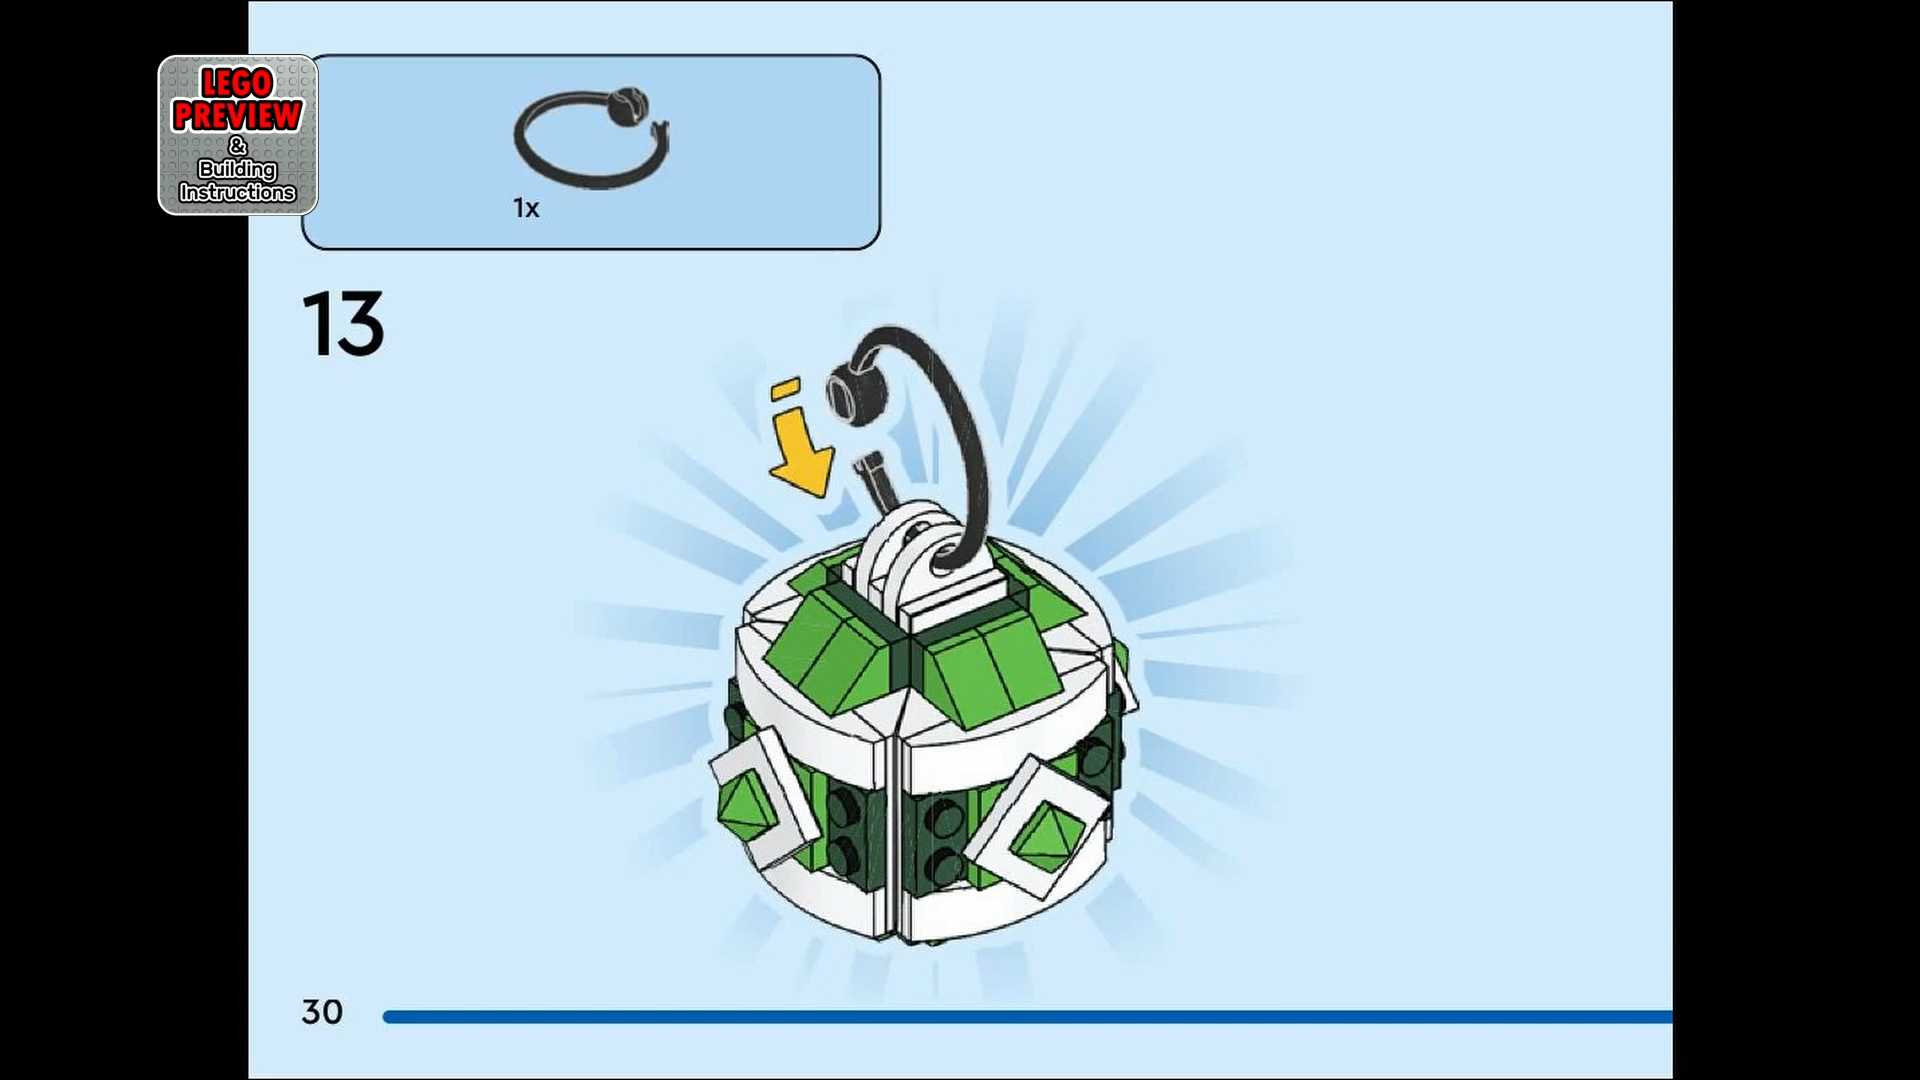 LEGO
PREVIEW
&
Building
Instructions
1x
13
30